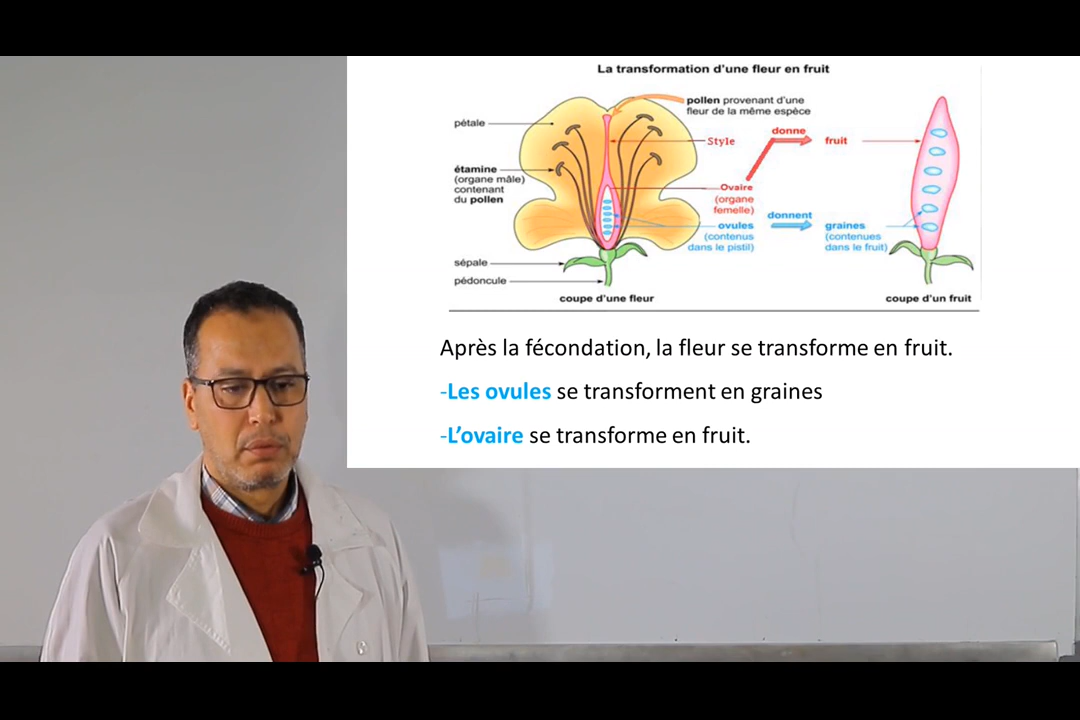 La transformation d'une fleur en fruit
pollen provenant d'une
fleur de la même espèce
pétale
Style
donne
fruit
étamine
(organe mâle)
contenant
du pollen
Ovaire
(organe
femelle)
ovules
(contenus
dans le pistil)
donnent
graines
(contenues
dans le fruit)
sépale
pédoncule
coupe d'une fleur
coupe d'un fruit
Après la fécondation, la fleur se transforme en fruit.
-Les ovules se transforment en graines
-L'ovaire se transforme en fruit.